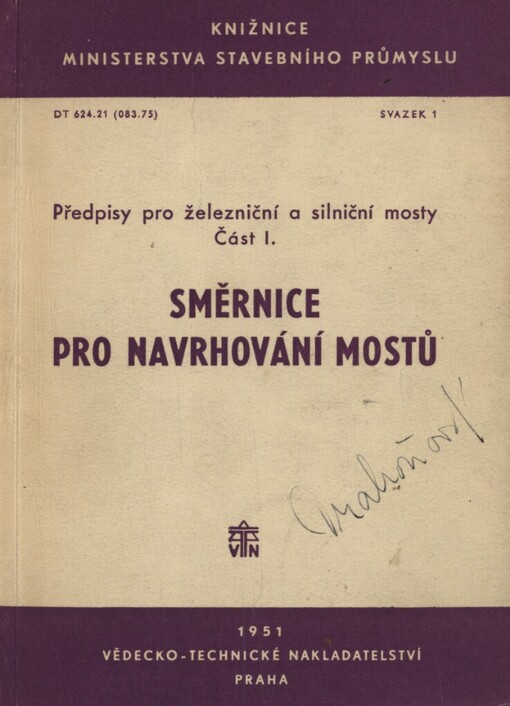 KNIŽNICE
MINISTERSTVA STAVEBNÍHO PRŮMYSLU
DT 624.21 (083.75)
SVAZEK 1
Předpisy pro železniční a silniční mosty
Část I.
SMĚRNICE
PRO NAVRHOVÁNÍ MOSTŮ
VTN
1951
VĚDECKO-TECHNICKÉ NAKLADATELSTVÍ
PRAHA